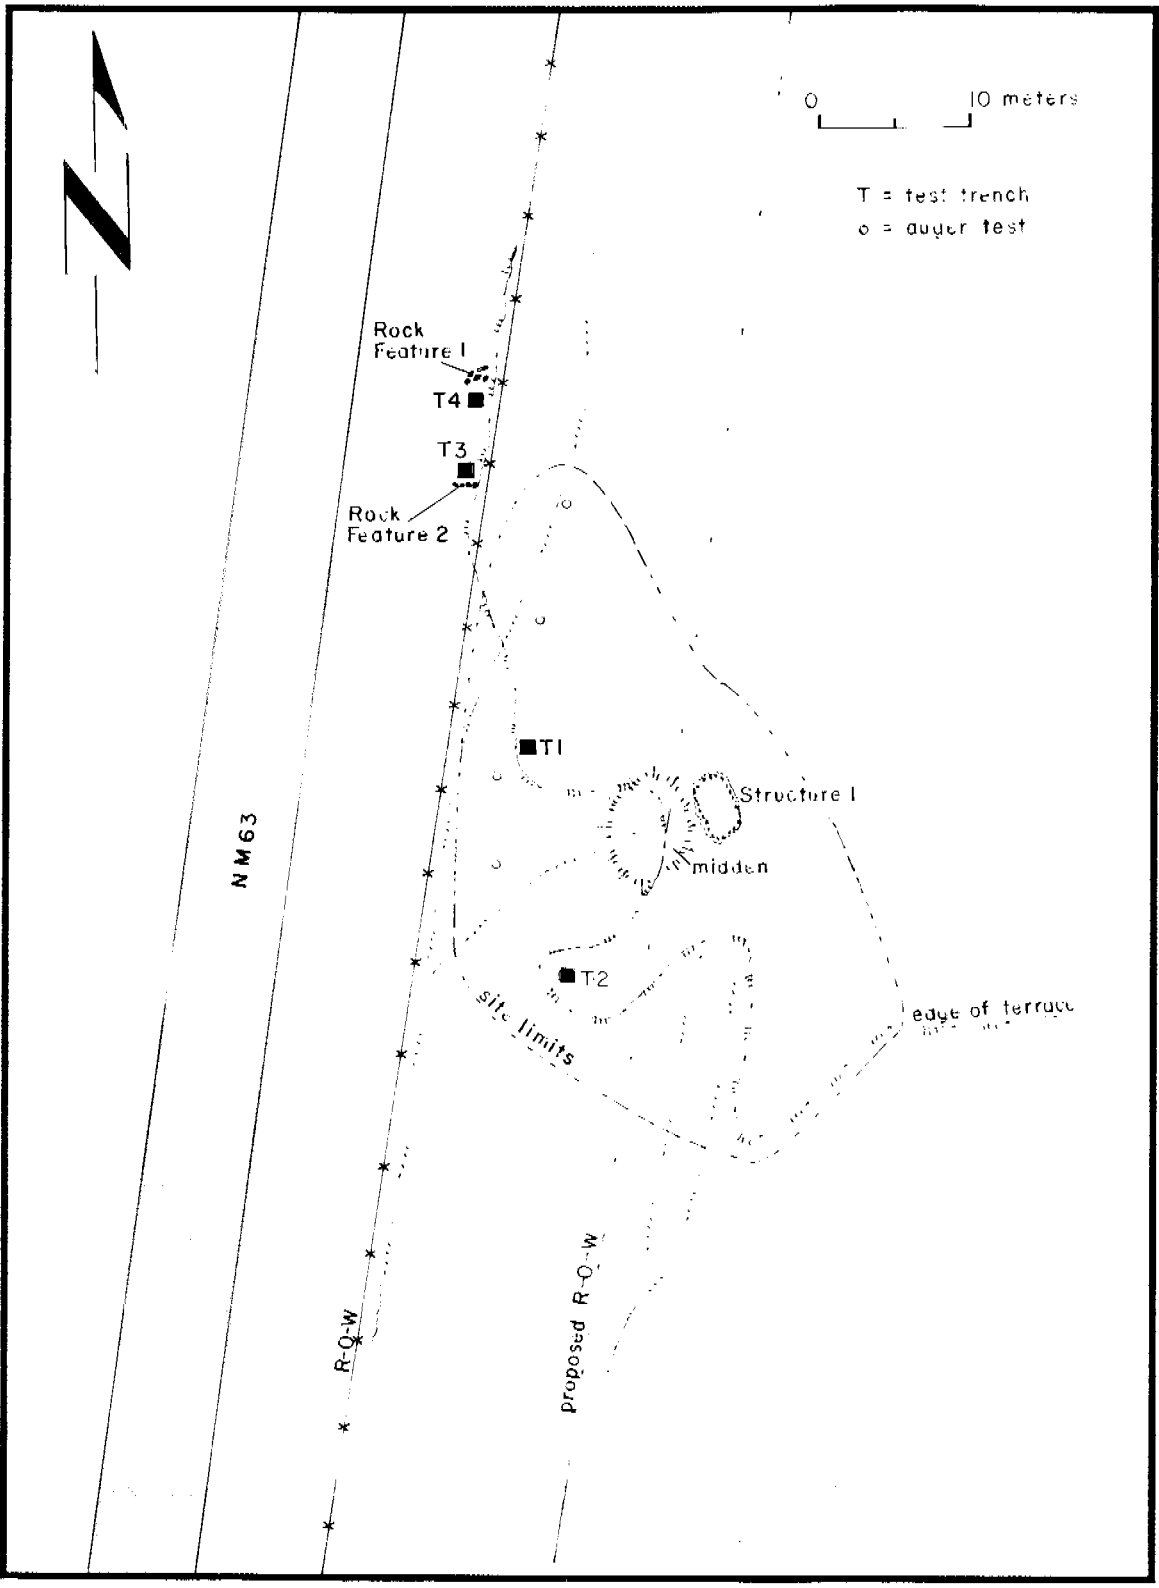 0 10 meters
T = test trench
o = auger test
Rock
Feature 1
T4
T3
Rock
Feature 2
T1
Structure 1
midden
NM63
T2
site limits
edge of terrace
R-O-W
proposed R-O-W